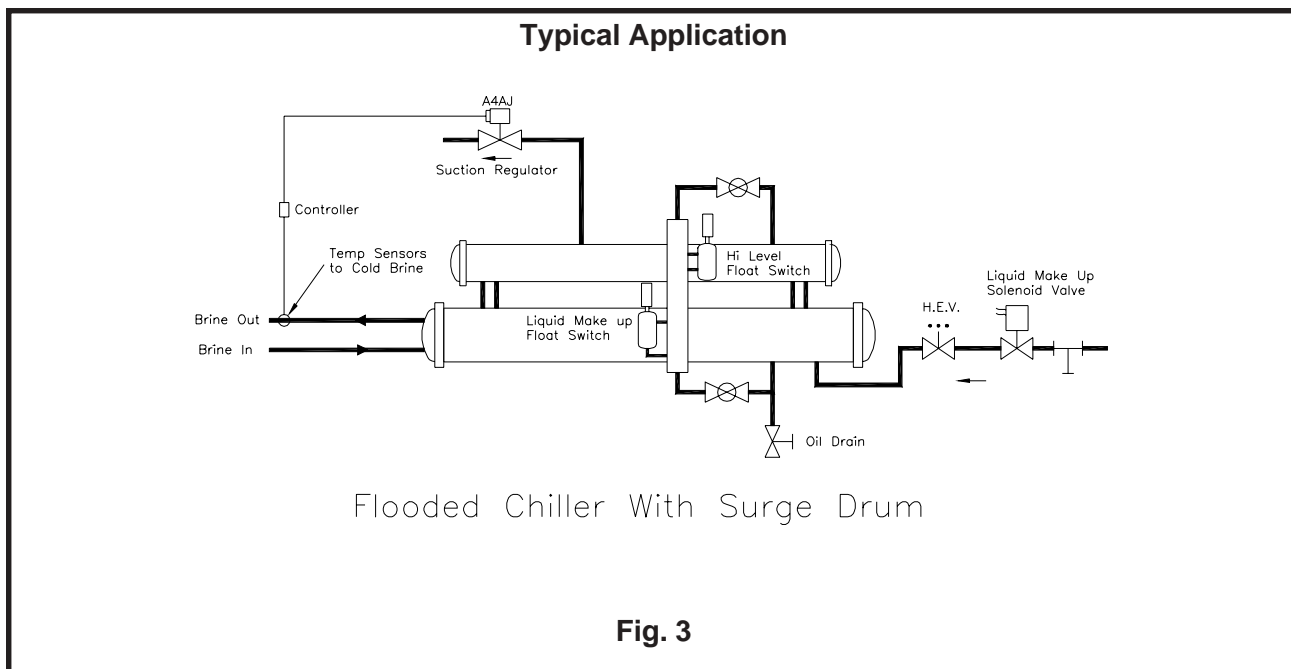 Typical Application
A4AJ
Suction Regulator
Controller
Temp Sensors
to Cold Brine
Hi Level
Float Switch
Liquid Make Up
Solenoid Valve
H.E.V.
Brine Out
Liquid Make up
Float Switch
Brine In
Oil Drain
Flooded Chiller With Surge Drum
Fig. 3